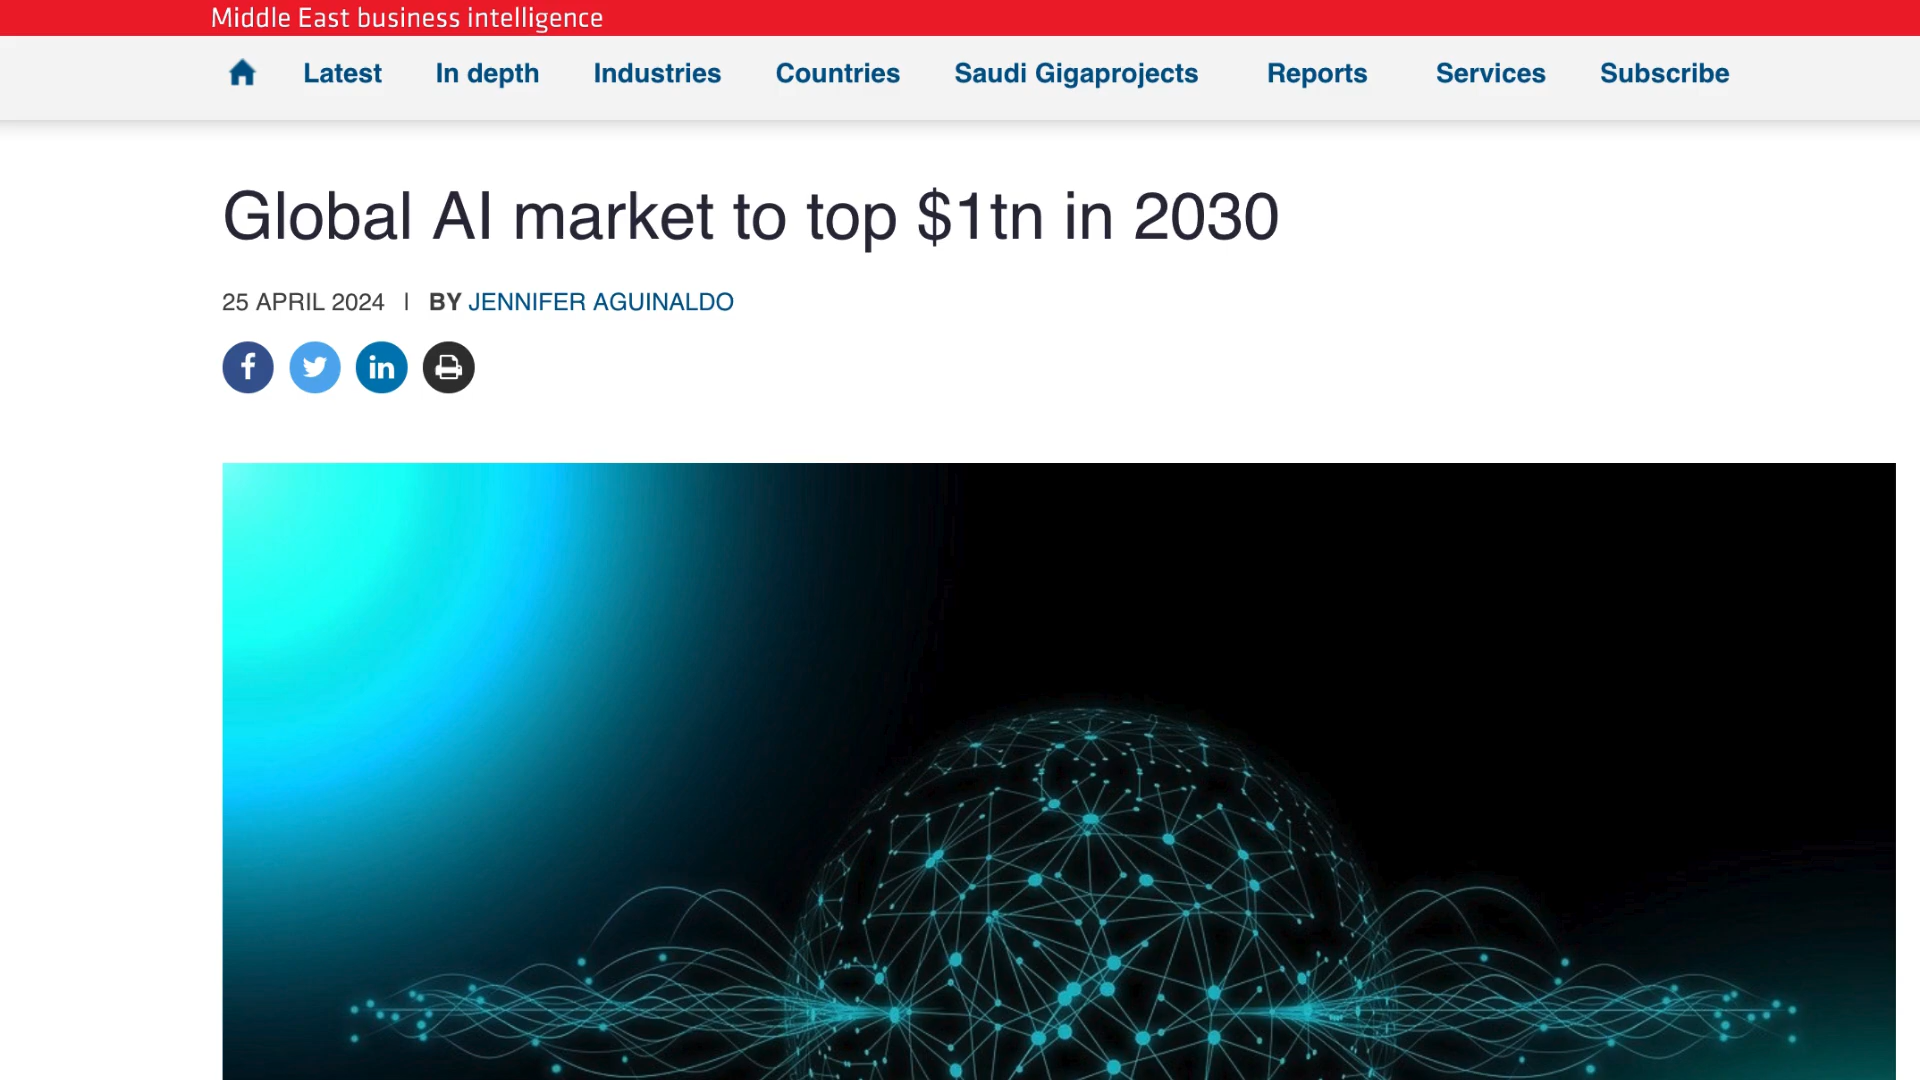 Middle East business intelligence
Latest In depth Industries Countries Saudi Gigaprojects Reports Services Subscribe
Global AI market to top $1tn in 2030
25 APRIL 2024 | BY JENNIFER AGUINALDO
f in